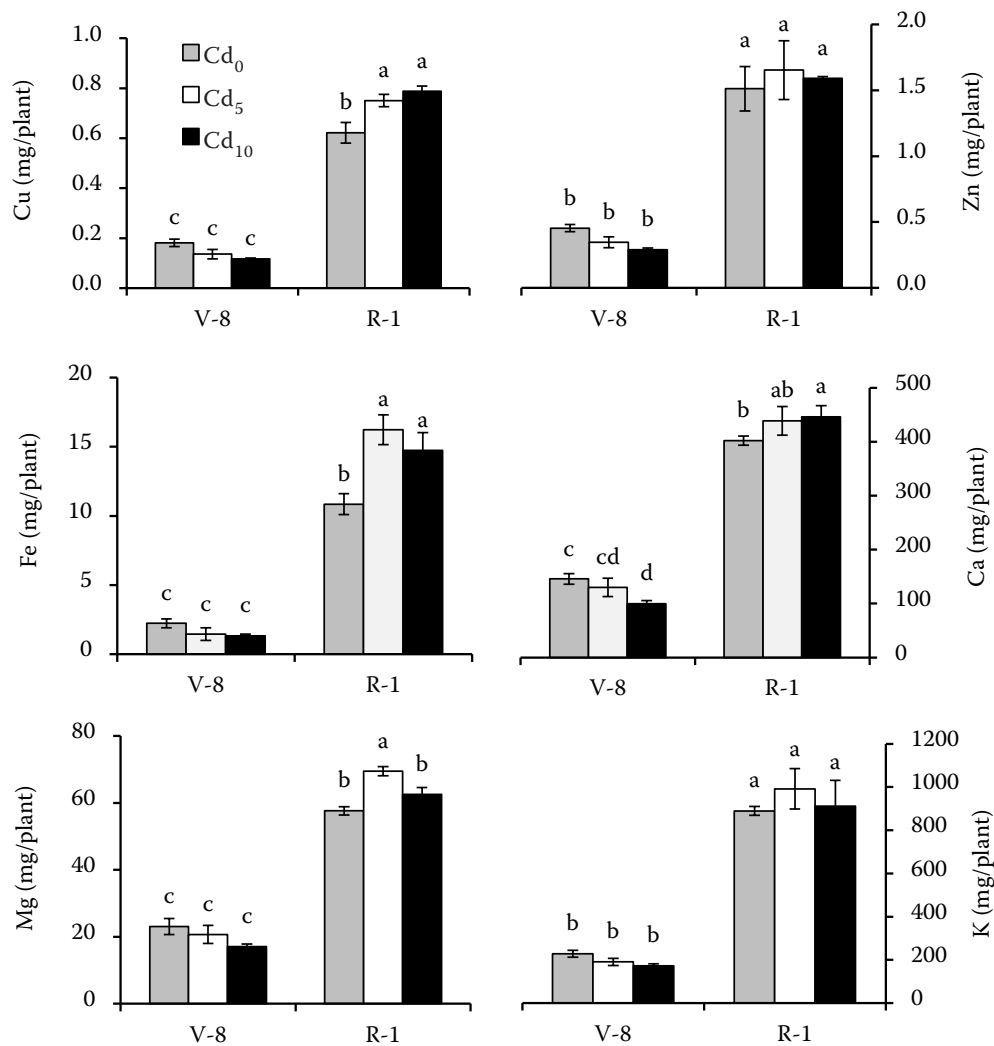 Cu (mg/plant)
1.0
0.8
0.6
0.4
0.2
0.0
Cd0
Cd5
Cd10
c c c
b a a
V-8 R-1
Zn (mg/plant)
2.0
1.5
1.0
0.5
0.0
b b b
a a a
V-8 R-1
Fe (mg/plant)
20
15
10
5
0
c c c
b a a
V-8 R-1
Ca (mg/plant)
500
400
300
200
100
0
c cd d
b ab a
V-8 R-1
Mg (mg/plant)
80
60
40
20
0
c c c
b a b
V-8 R-1
K (mg/plant)
1200
1000
800
600
400
200
0
b b b
a a a
V-8 R-1